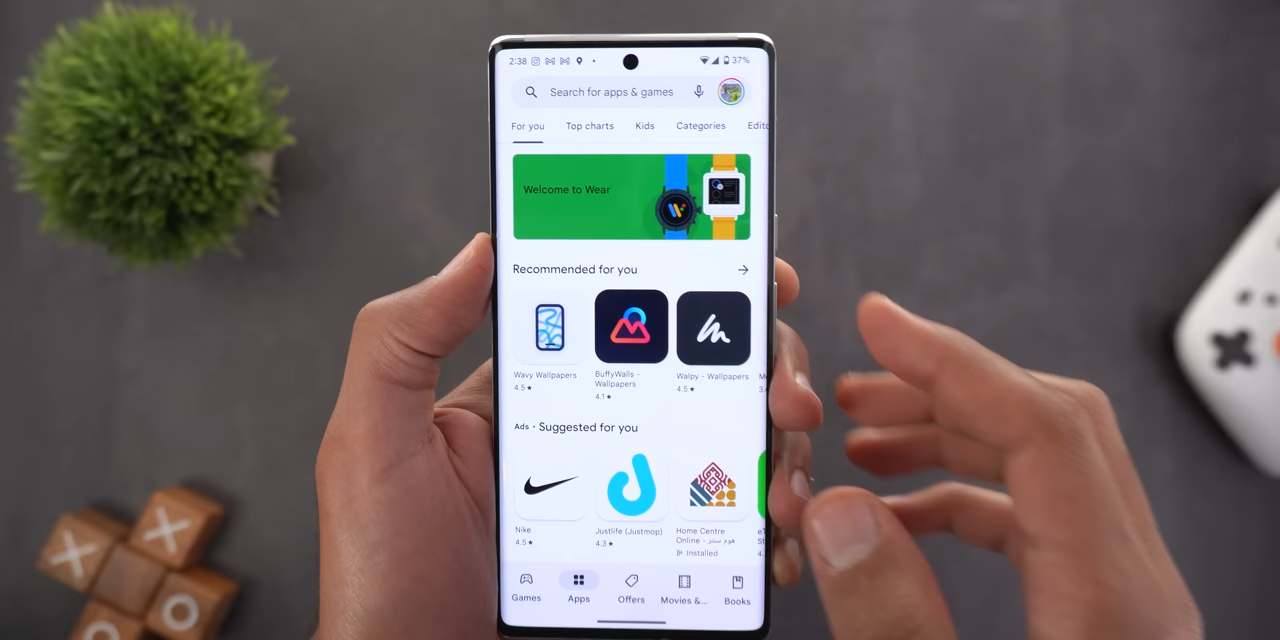 2:38
37%
Search for apps & games
For you
Top charts
Kids
Categories
Edito
Welcome to Wear
Recommended for you
Wavy Wallpapers
4.5★
BuffyWalls -
Wallpapers
4.1★
Walpy - Wallpapers
4.5★
3.
Ads • Suggested for you
Nike
4.5★
Justlife (Justmop)
4.3★
Home Centre
Online - هوم سنتر
Installed
4.
Games
Apps
Offers
Movies &...
Books
X
X
O
O